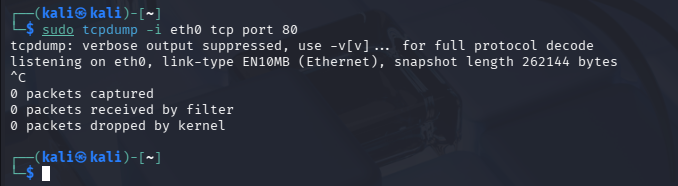 ┌──(kali㉿kali)-[~]
└─$ sudo tcpdump -i eth0 tcp port 80
tcpdump: verbose output suppressed, use -v[v]... for full protocol decode
listening on eth0, link-type EN10MB (Ethernet), snapshot length 262144 bytes
^C
0 packets captured
0 packets received by filter
0 packets dropped by kernel
┌──(kali㉿kali)-[~]
└─$